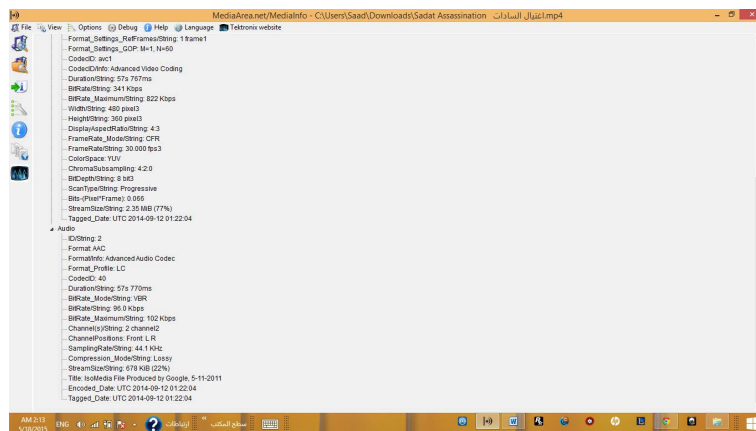 MediaArea.net/MediaInfo - C:\Users\Saad\Downloads\Sadat Assassination اغتيال السادات.mp4
File View Options Debug Help Language Tektronix website
Format_Settings_RefFrames/String: 1 frame1
Format_Settings_GOP: M=1, N=60
CodecID: avc1
CodecID/Info: Advanced Video Coding
Duration/String: 57s 767ms
BitRate/String: 341 Kbps
BitRate_Maximum/String: 822 Kbps
Width/String: 480 pixel3
Height/String: 360 pixel3
DisplayAspectRatio/String: 4:3
FrameRate_Mode/String: CFR
FrameRate/String: 30.000 fps3
ColorSpace: YUV
ChromaSubsampling: 4:2:0
BitDepth/String: 8 bit3
ScanType/String: Progressive
Bits-(Pixel*Frame): 0.066
StreamSize/String: 2.35 MiB (77%)
Tagged_Date: UTC 2014-09-12 01:22:04
Audio
ID/String: 2
Format: AAC
Format/Info: Advanced Audio Codec
Format_Profile: LC
CodecID: 40
Duration/String: 57s 770ms
BitRate_Mode/String: VBR
BitRate/String: 96.0 Kbps
BitRate_Maximum/String: 102 Kbps
Channel(s)/String: 2 channel2
ChannelPositions: Front: L R
SamplingRate/String: 44.1 KHz
Compression_Mode/String: Lossy
StreamSize/String: 678 KiB (22%)
Title: IsoMedia File Produced by Google, 5-11-2011
Encoded_Date: UTC 2014-09-12 01:22:04
Tagged_Date: UTC 2014-09-12 01:22:04
AM 2:13 ENG ارتباطات سطح المكتب
5/18/2015